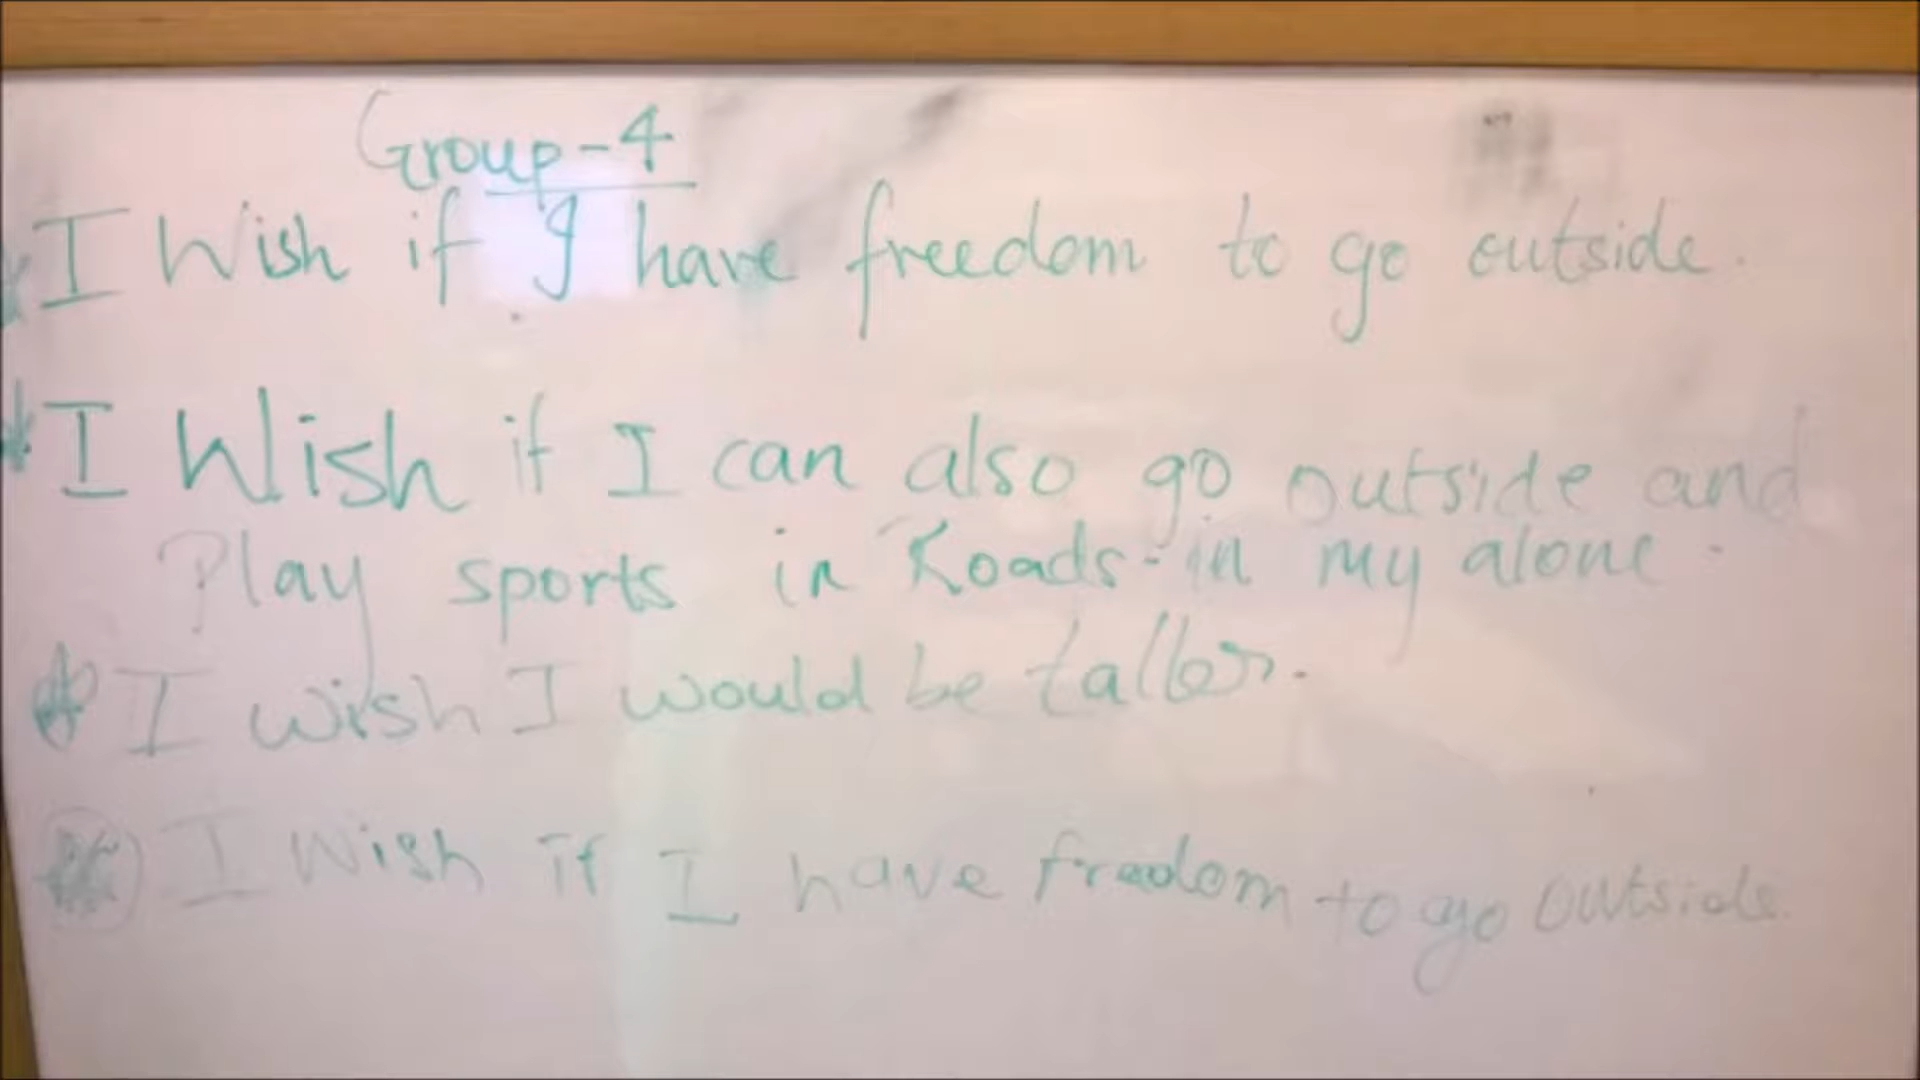 Group-4
I Wish if I have freedom to go outside.
* I Wish if I can also go outside and
Play sports in Roads in my alone.
* I wish I would be taller.
* I wish if I have freedom to go outside